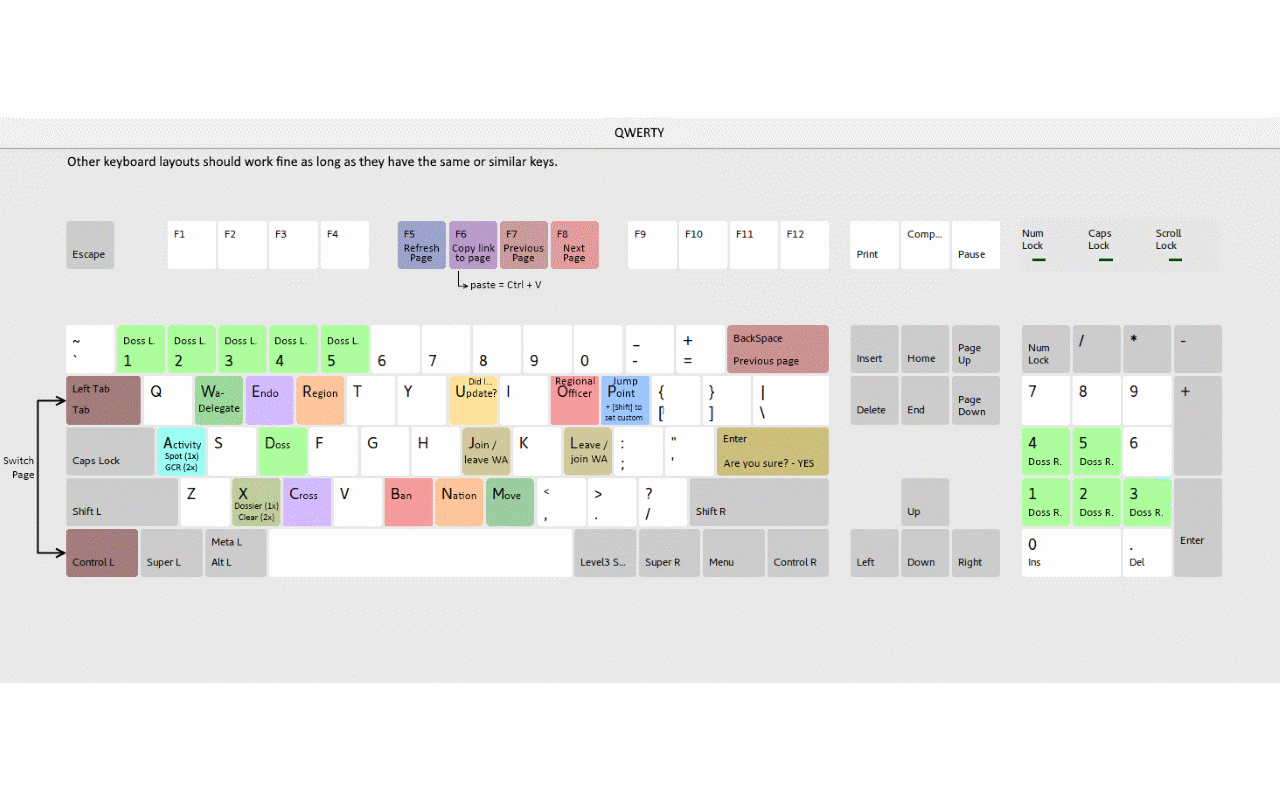 QWERTY
Other keyboard layouts should work fine as long as they have the same or similar keys.
Escape
F1
F2
F3
F4
F5
Refresh
Page
F6
Copy link
to page
F7
Previous
Page
F8
Next
Page
F9
F10
F11
F12
Print
Comp...
Pause
Num
Lock
Caps
Lock
Scroll
Lock
paste = Ctrl + V
~
`
Doss L.
1
Doss L.
2
Doss L.
3
Doss L.
4
Doss L.
5
6
7
8
9
0
_
-
+
=
BackSpace
Previous page
Insert
Home
Page
Up
Num
Lock
/
*
-
Left Tab
Tab
Q
Wa-
Delegate
Endo
Region
T
Y
Did I...
Update?
I
Regional
Officer
Jump
Point
+ [Shift] to
set custom
{
[
}
]
|
\
Delete
End
Page
Down
7
8
9
+
Switch
Page
Caps Lock
Activity
Spot (1x)
GCR (2x)
S
Doss
F
G
H
Join /
leave WA
K
Leave /
join WA
:
;
"
'
Enter
Are you sure? - YES
4
Doss R.
5
Doss R.
6
Shift L
Z
X
Dossier (1x)
Clear (2x)
Cross
V
Ban
Nation
Move
<
,
>
.
?
/
Shift R
Up
1
Doss R.
2
Doss R.
3
Doss R.
Enter
Control L
Super L
Meta L
Alt L
Level3 S...
Super R
Menu
Control R
Left
Down
Right
0
Ins
.
Del